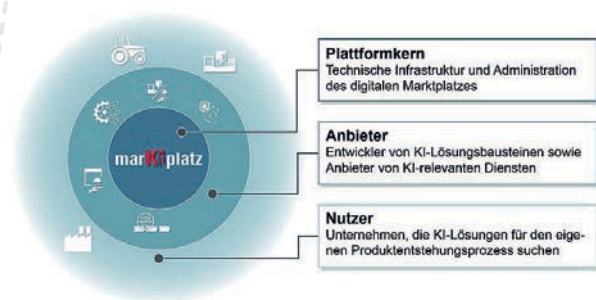 marKIplatz
Plattformkern
Technische Infrastruktur und Administration
des digitalen Marktplatzes
Anbieter
Entwickler von KI-Lösungsbausteinen sowie
Anbieter von KI-relevanten Diensten
Nutzer
Unternehmen, die KI-Lösungen für den eige-
nen Produktentstehungsprozess suchen